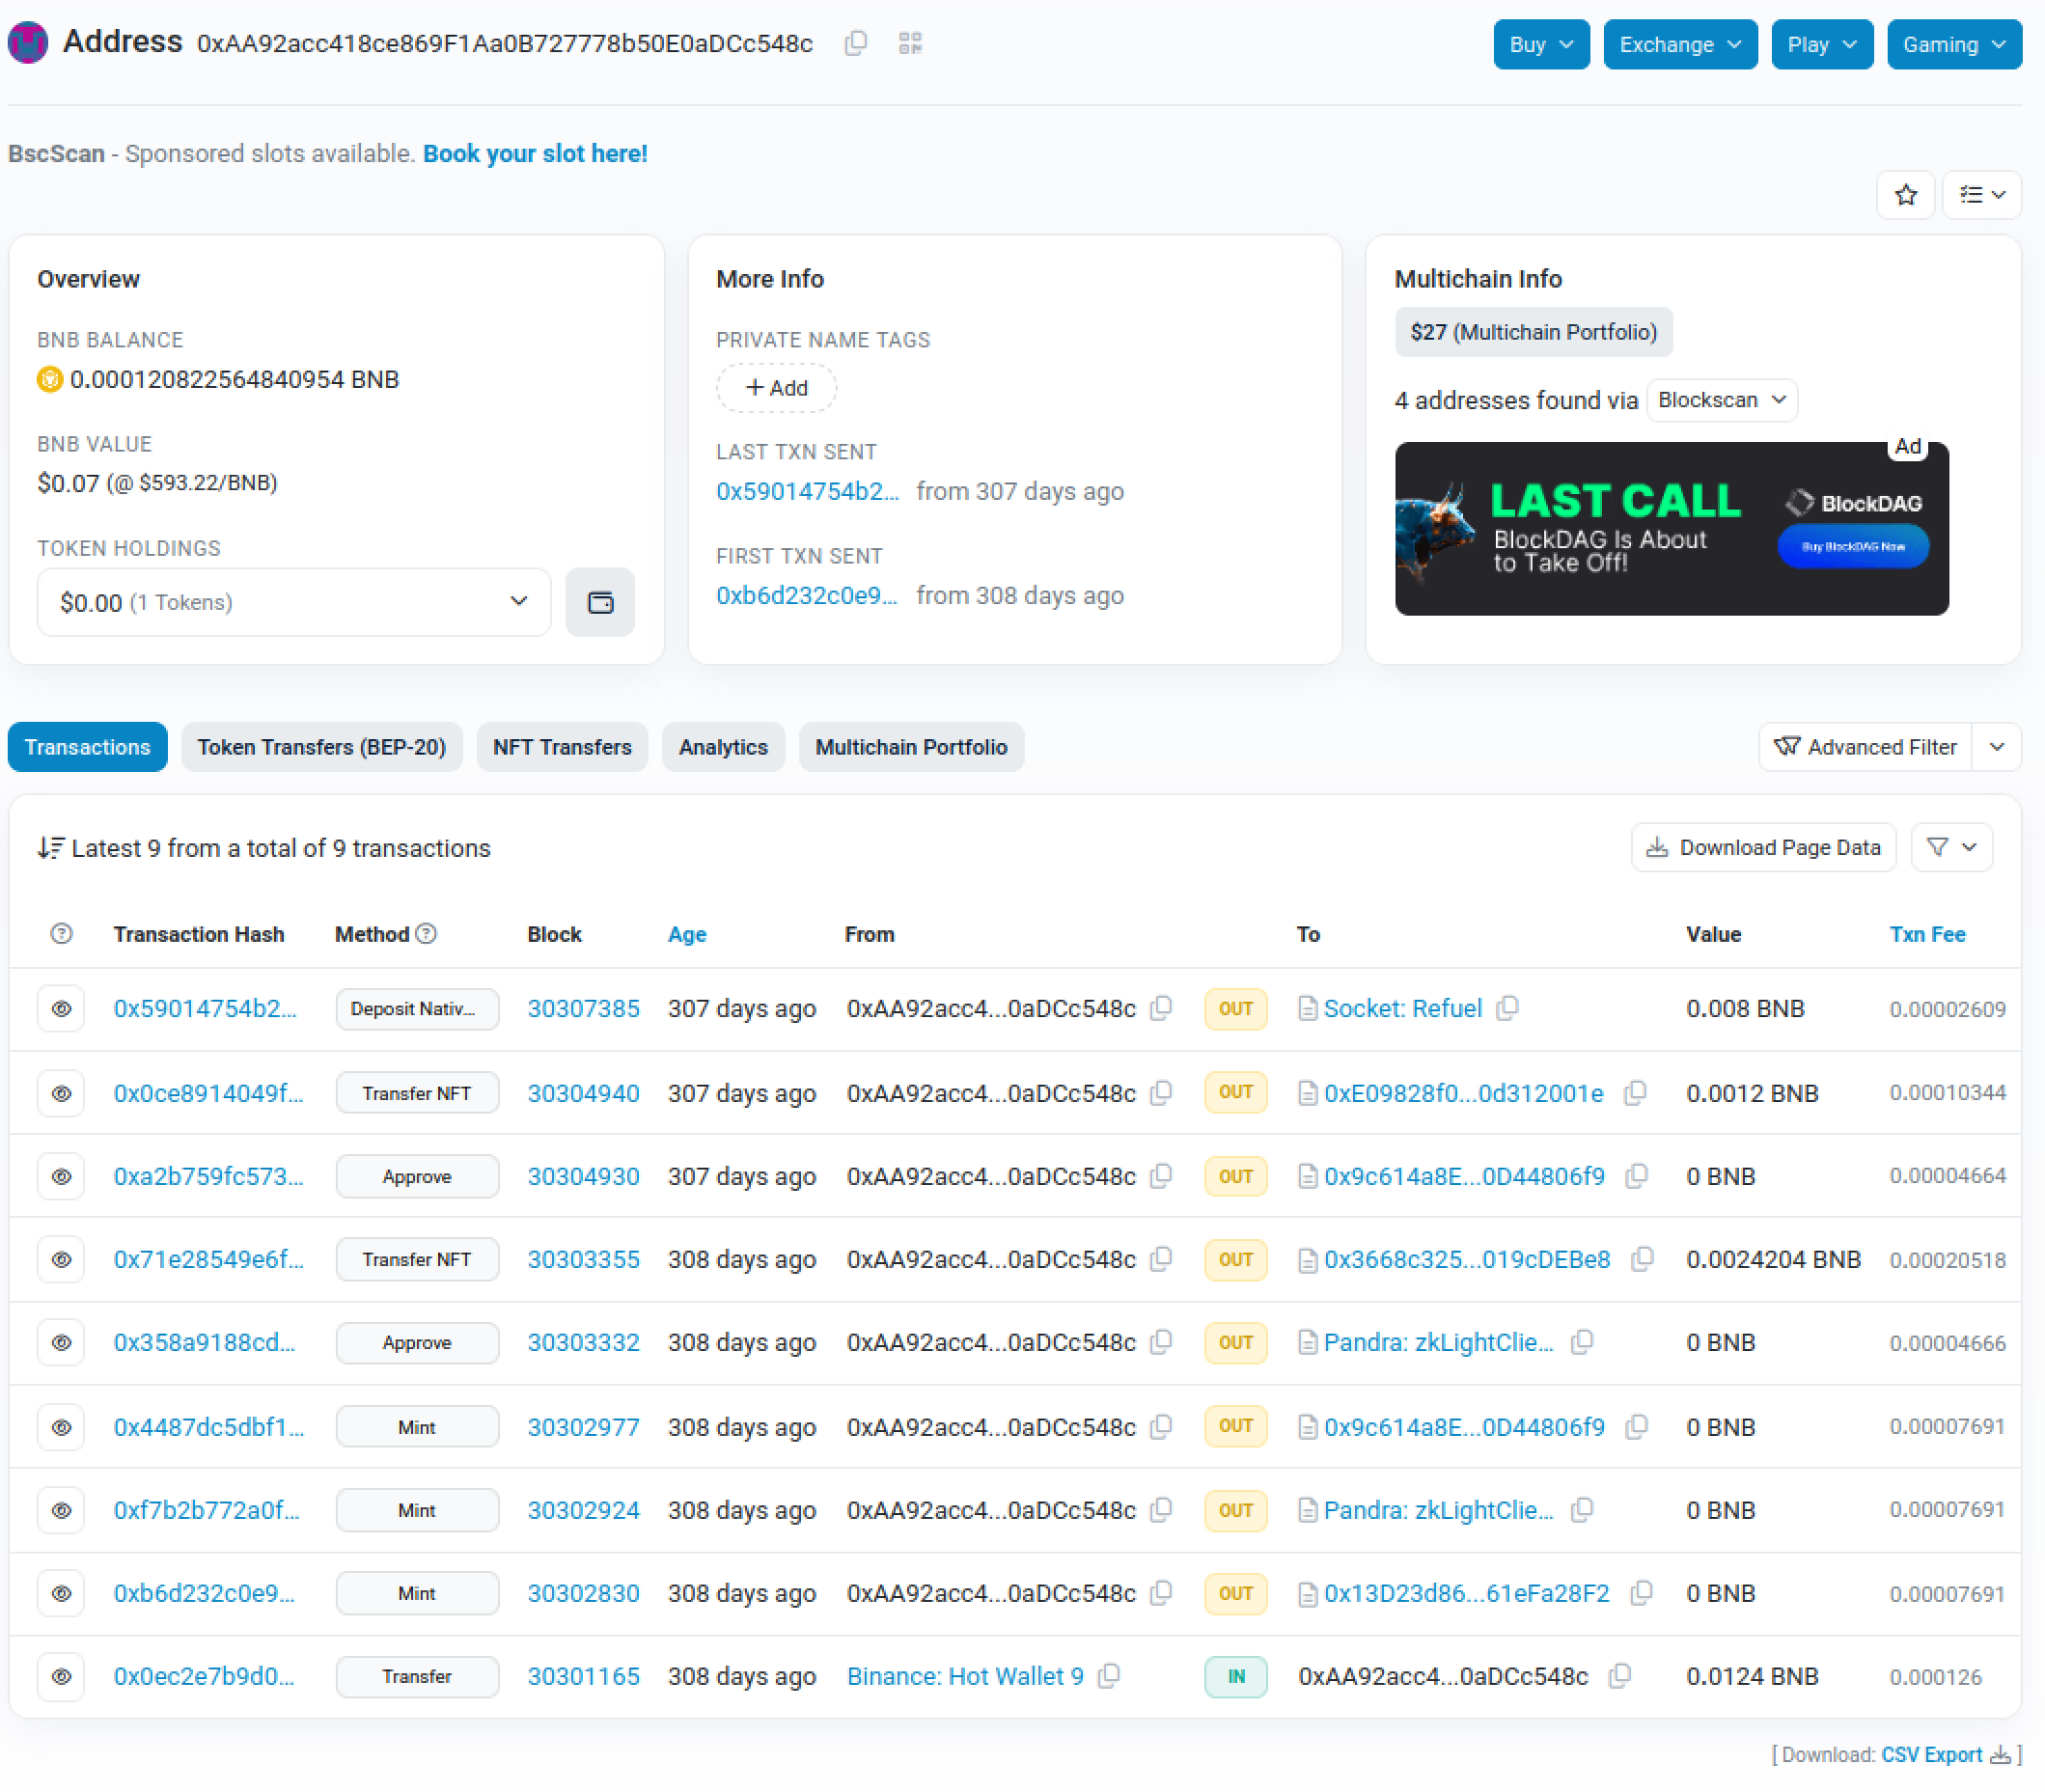 Address 0xAA92acc418ce869F1Aa0B727778b50E0aDCc548c
Buy Exchange Play Gaming
BscScan - Sponsored slots available. Book your slot here!
Overview
BNB BALANCE
0.000120822564840954 BNB
BNB VALUE
$0.07 (@ $593.22/BNB)
TOKEN HOLDINGS
$0.00 (1 Tokens)
More Info
PRIVATE NAME TAGS
+ Add
LAST TXN SENT
0x59014754b2... from 307 days ago
FIRST TXN SENT
0xb6d232c0e9... from 308 days ago
Multichain Info
$27 (Multichain Portfolio)
4 addresses found via Blockscan
Ad
LAST CALL
BlockDAG Is About
to Take Off!
BlockDAG
Buy BlockDAG Now
Transactions Token Transfers (BEP-20) NFT Transfers Analytics Multichain Portfolio Advanced Filter
Latest 9 from a total of 9 transactions Download Page Data
Transaction Hash Method Block Age From To Value Txn Fee
0x59014754b2... Deposit Nativ... 30307385 307 days ago 0xAA92acc4...0aDCc548c OUT Socket: Refuel 0.008 BNB 0.00002609
0x0ce8914049f... Transfer NFT 30304940 307 days ago 0xAA92acc4...0aDCc548c OUT 0xE09828f0...0d312001e 0.0012 BNB 0.00010344
0xa2b759fc573... Approve 30304930 307 days ago 0xAA92acc4...0aDCc548c OUT 0x9c614a8E...0D44806f9 0 BNB 0.00004664
0x71e28549e6f... Transfer NFT 30303355 308 days ago 0xAA92acc4...0aDCc548c OUT 0x3668c325...019cDEBe8 0.0024204 BNB 0.00020518
0x358a9188cd... Approve 30303332 308 days ago 0xAA92acc4...0aDCc548c OUT Pandra: zkLightClie... 0 BNB 0.00004666
0x4487dc5dbf1... Mint 30302977 308 days ago 0xAA92acc4...0aDCc548c OUT 0x9c614a8E...0D44806f9 0 BNB 0.00007691
0xf7b2b772a0f... Mint 30302924 308 days ago 0xAA92acc4...0aDCc548c OUT Pandra: zkLightClie... 0 BNB 0.00007691
0xb6d232c0e9... Mint 30302830 308 days ago 0xAA92acc4...0aDCc548c OUT 0x13D23d86...61eFa28F2 0 BNB 0.00007691
0x0ec2e7b9d0... Transfer 30301165 308 days ago Binance: Hot Wallet 9 IN 0xAA92acc4...0aDCc548c 0.0124 BNB 0.000126
[ Download: CSV Export ]